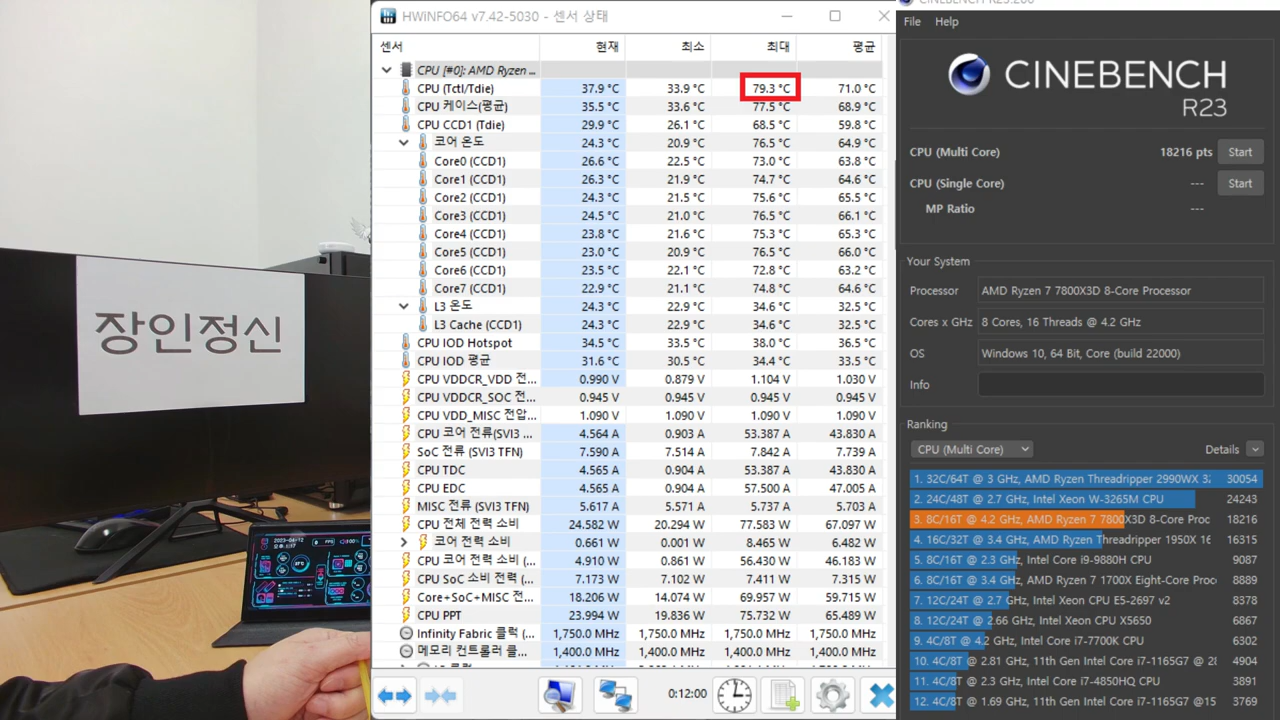 장인정신
2023-04-12
HWiNFO64 v7.42-5030 - 센서 상태
센서 현재 최소 최대 평균
CPU [#0]: AMD Ryzen ...
CPU (Tctl/Tdie) 37.9 °C 33.9 °C 79.3 °C 71.0 °C
CPU 케이스(평균) 35.5 °C 33.6 °C 77.5 °C 68.9 °C
CPU CCD1 (Tdie) 29.9 °C 26.1 °C 68.5 °C 59.8 °C
코어 온도 24.3 °C 20.9 °C 76.5 °C 64.9 °C
Core0 (CCD1) 26.6 °C 22.5 °C 73.0 °C 63.8 °C
Core1 (CCD1) 26.3 °C 21.9 °C 74.7 °C 64.6 °C
Core2 (CCD1) 24.3 °C 21.5 °C 75.6 °C 65.5 °C
Core3 (CCD1) 24.5 °C 21.0 °C 76.5 °C 66.1 °C
Core4 (CCD1) 23.8 °C 21.6 °C 75.3 °C 65.3 °C
Core5 (CCD1) 23.0 °C 20.9 °C 76.5 °C 66.0 °C
Core6 (CCD1) 23.5 °C 22.1 °C 72.8 °C 63.2 °C
Core7 (CCD1) 22.9 °C 21.1 °C 74.8 °C 64.6 °C
L3 온도 24.3 °C 22.9 °C 34.6 °C 32.5 °C
L3 Cache (CCD1) 24.3 °C 22.9 °C 34.6 °C 32.5 °C
CPU IOD Hotspot 34.5 °C 33.5 °C 38.0 °C 36.5 °C
CPU IOD 평균 31.6 °C 30.5 °C 34.4 °C 33.5 °C
CPU VDDCR_VDD 전... 0.990 V 0.879 V 1.104 V 1.030 V
CPU VDDCR_SOC 전... 0.945 V 0.945 V 0.945 V 0.945 V
CPU VDD_MISC 전압... 1.090 V 1.090 V 1.090 V 1.090 V
CPU 코어 전류(SVI3 ... 4.564 A 0.903 A 53.387 A 43.830 A
SoC 전류 (SVI3 TFN) 7.590 A 7.514 A 7.842 A 7.739 A
CPU TDC 4.565 A 0.904 A 53.387 A 43.830 A
CPU EDC 4.565 A 0.904 A 57.500 A 47.005 A
MISC 전류 (SVI3 TFN) 5.617 A 5.571 A 5.737 A 5.703 A
CPU 전체 전력 소비 24.582 W 20.294 W 77.583 W 67.097 W
코어 전력 소비 0.661 W 0.001 W 8.465 W 6.482 W
CPU 코어 전력 소비 (... 4.910 W 0.861 W 56.430 W 46.183 W
CPU SoC 소비 전력 (... 7.173 W 7.102 W 7.411 W 7.315 W
Core+SoC+MISC 전... 18.206 W 14.074 W 69.957 W 59.715 W
CPU PPT 23.994 W 19.836 W 75.732 W 65.489 W
Infinity Fabric 클럭 (... 1,750.0 MHz 1,750.0 MHz 1,750.0 MHz 1,750.0 MHz
메모리 컨트롤러 클... 1,400.0 MHz 1,400.0 MHz 1,400.0 MHz 1,400.0 MHz
0:12:00
File Help
CINEBENCH
R23
CPU (Multi Core) 18216 pts Start
CPU (Single Core) --- Start
MP Ratio ---
Your System
Processor AMD Ryzen 7 7800X3D 8-Core Processor
Cores x GHz 8 Cores, 16 Threads @ 4.2 GHz
OS Windows 10, 64 Bit, Core (build 22000)
Info
Ranking
CPU (Multi Core) Details
1. 32C/64T @ 3 GHz, AMD Ryzen Threadripper 2990WX 32 30054
2. 24C/48T @ 2.7 GHz, Intel Xeon W-3265M CPU 24243
3. 8C/16T @ 4.2 GHz, AMD Ryzen 7 7800X3D 8-Core Proc 18216
4. 16C/32T @ 3.4 GHz, AMD Ryzen Threadripper 1950X 16 16315
5. 8C/16T @ 2.3 GHz, Intel Core i9-9880H CPU 9087
6. 8C/16T @ 3.4 GHz, AMD Ryzen 7 1700X Eight-Core Proc 8889
7. 12C/24T @ 2.7 GHz, Intel Xeon CPU E5-2697 v2 8378
8. 12C/24T @ 2.66 GHz, Intel Xeon CPU X5650 6867
9. 4C/8T @ 4.2 GHz, Intel Core i7-7700K CPU 6302
10. 4C/8T @ 2.81 GHz, 11th Gen Intel Core i7-1165G7 @ 28 4904
11. 4C/8T @ 2.3 GHz, Intel Core i7-4850HQ CPU 3891
12. 4C/8T @ 1.69 GHz, 11th Gen Intel Core i7-1165G7 @15 3769